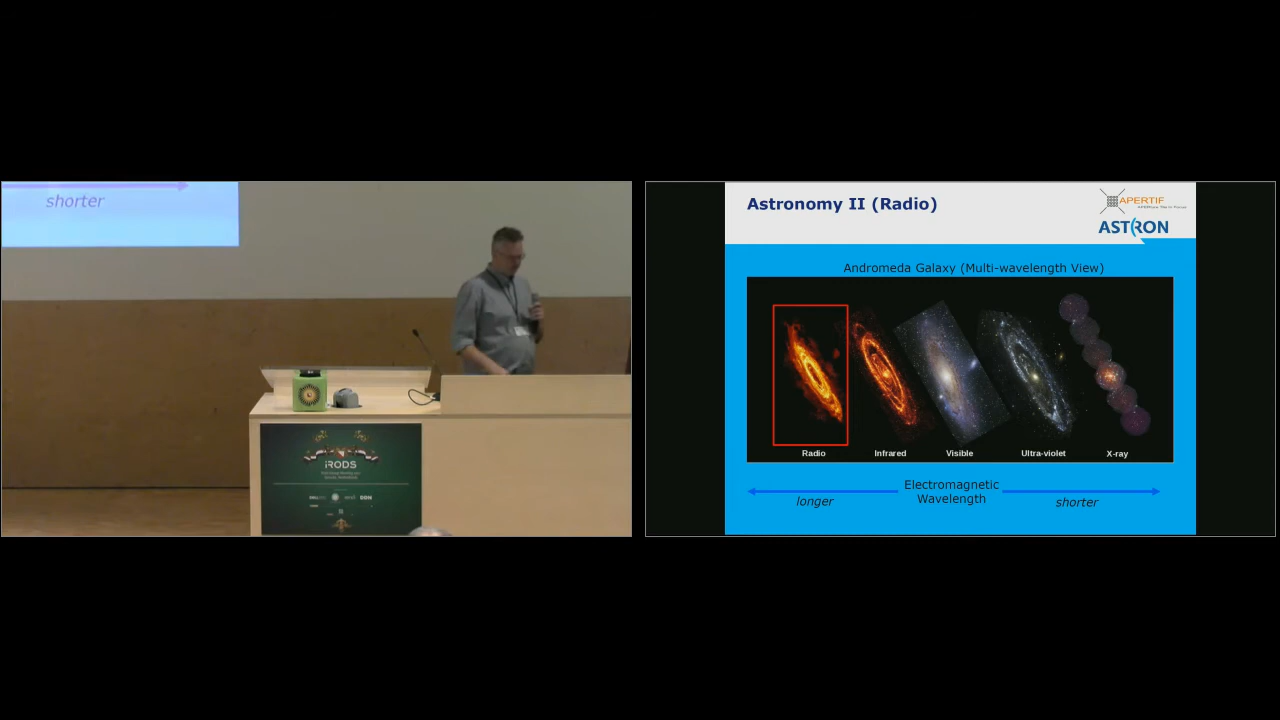 shorter
iRODS
Astronomy II (Radio)
APERTIF
ASTRON
Andromeda Galaxy (Multi-wavelength View)
Radio
Infrared
Visible
Ultra-violet
X-ray
Electromagnetic
Wavelength
longer
shorter